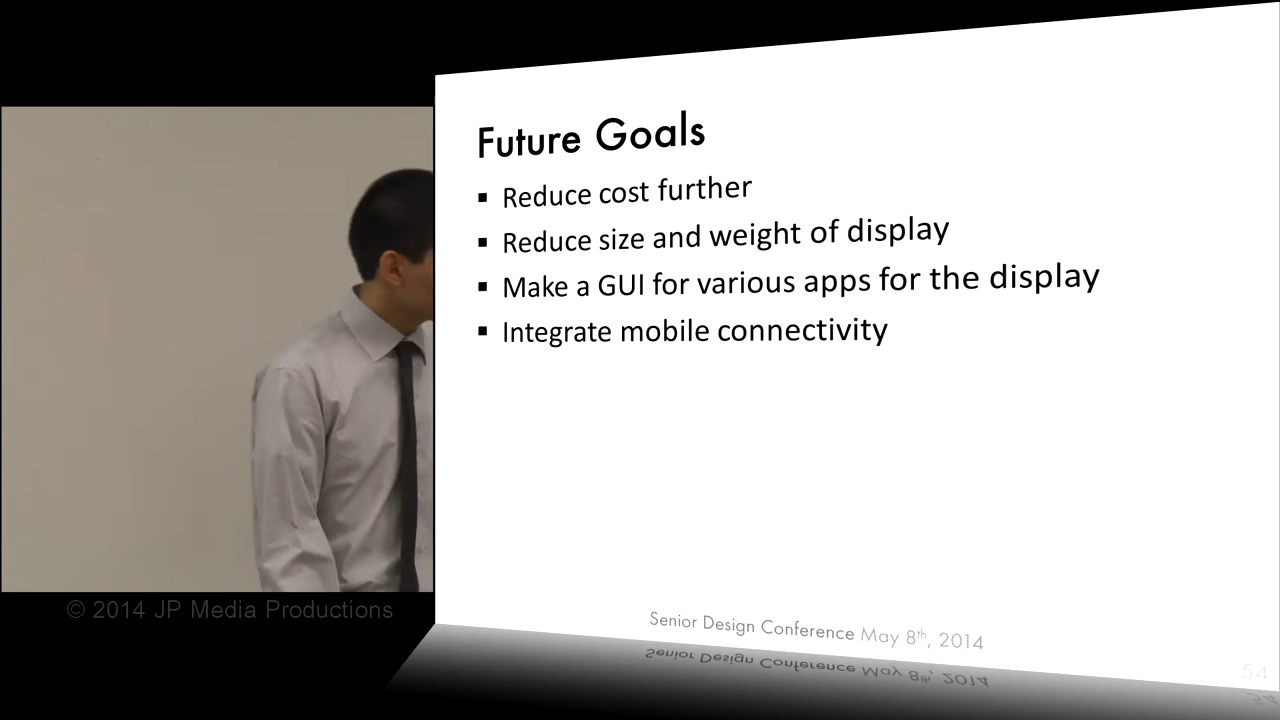 Future Goals
▪ Reduce cost further
▪ Reduce size and weight of display
▪ Make a GUI for various apps for the display
▪ Integrate mobile connectivity
© 2014 JP Media Productions
Senior Design Conference May 8th, 2014
54